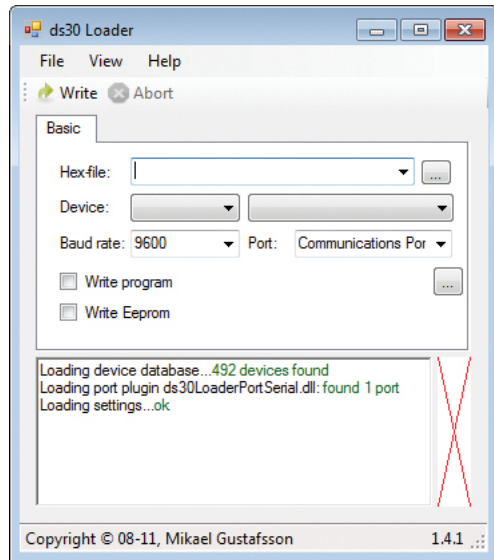 ds30 Loader
File View Help
Write Abort
Basic
Hex-file: ...
Device:
Baud rate: 9600 Port: Communications Por
Write program ...
Write Eeprom
Loading device database...492 devices found
Loading port plugin ds30LoaderPortSerial.dll: found 1 port
Loading settings...ok
Copyright © 08-11, Mikael Gustafsson 1.4.1